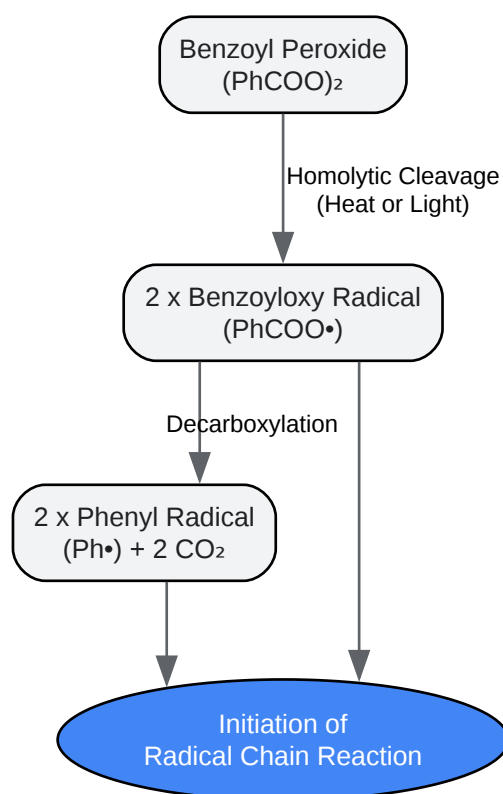 Benzoyl Peroxide
(PhCOO)₂
Homolytic Cleavage
(Heat or Light)
2 x Benzoyloxy Radical
(PhCOO•)
Decarboxylation
2 x Phenyl Radical
(Ph•) + 2 CO₂
Initiation of
Radical Chain Reaction